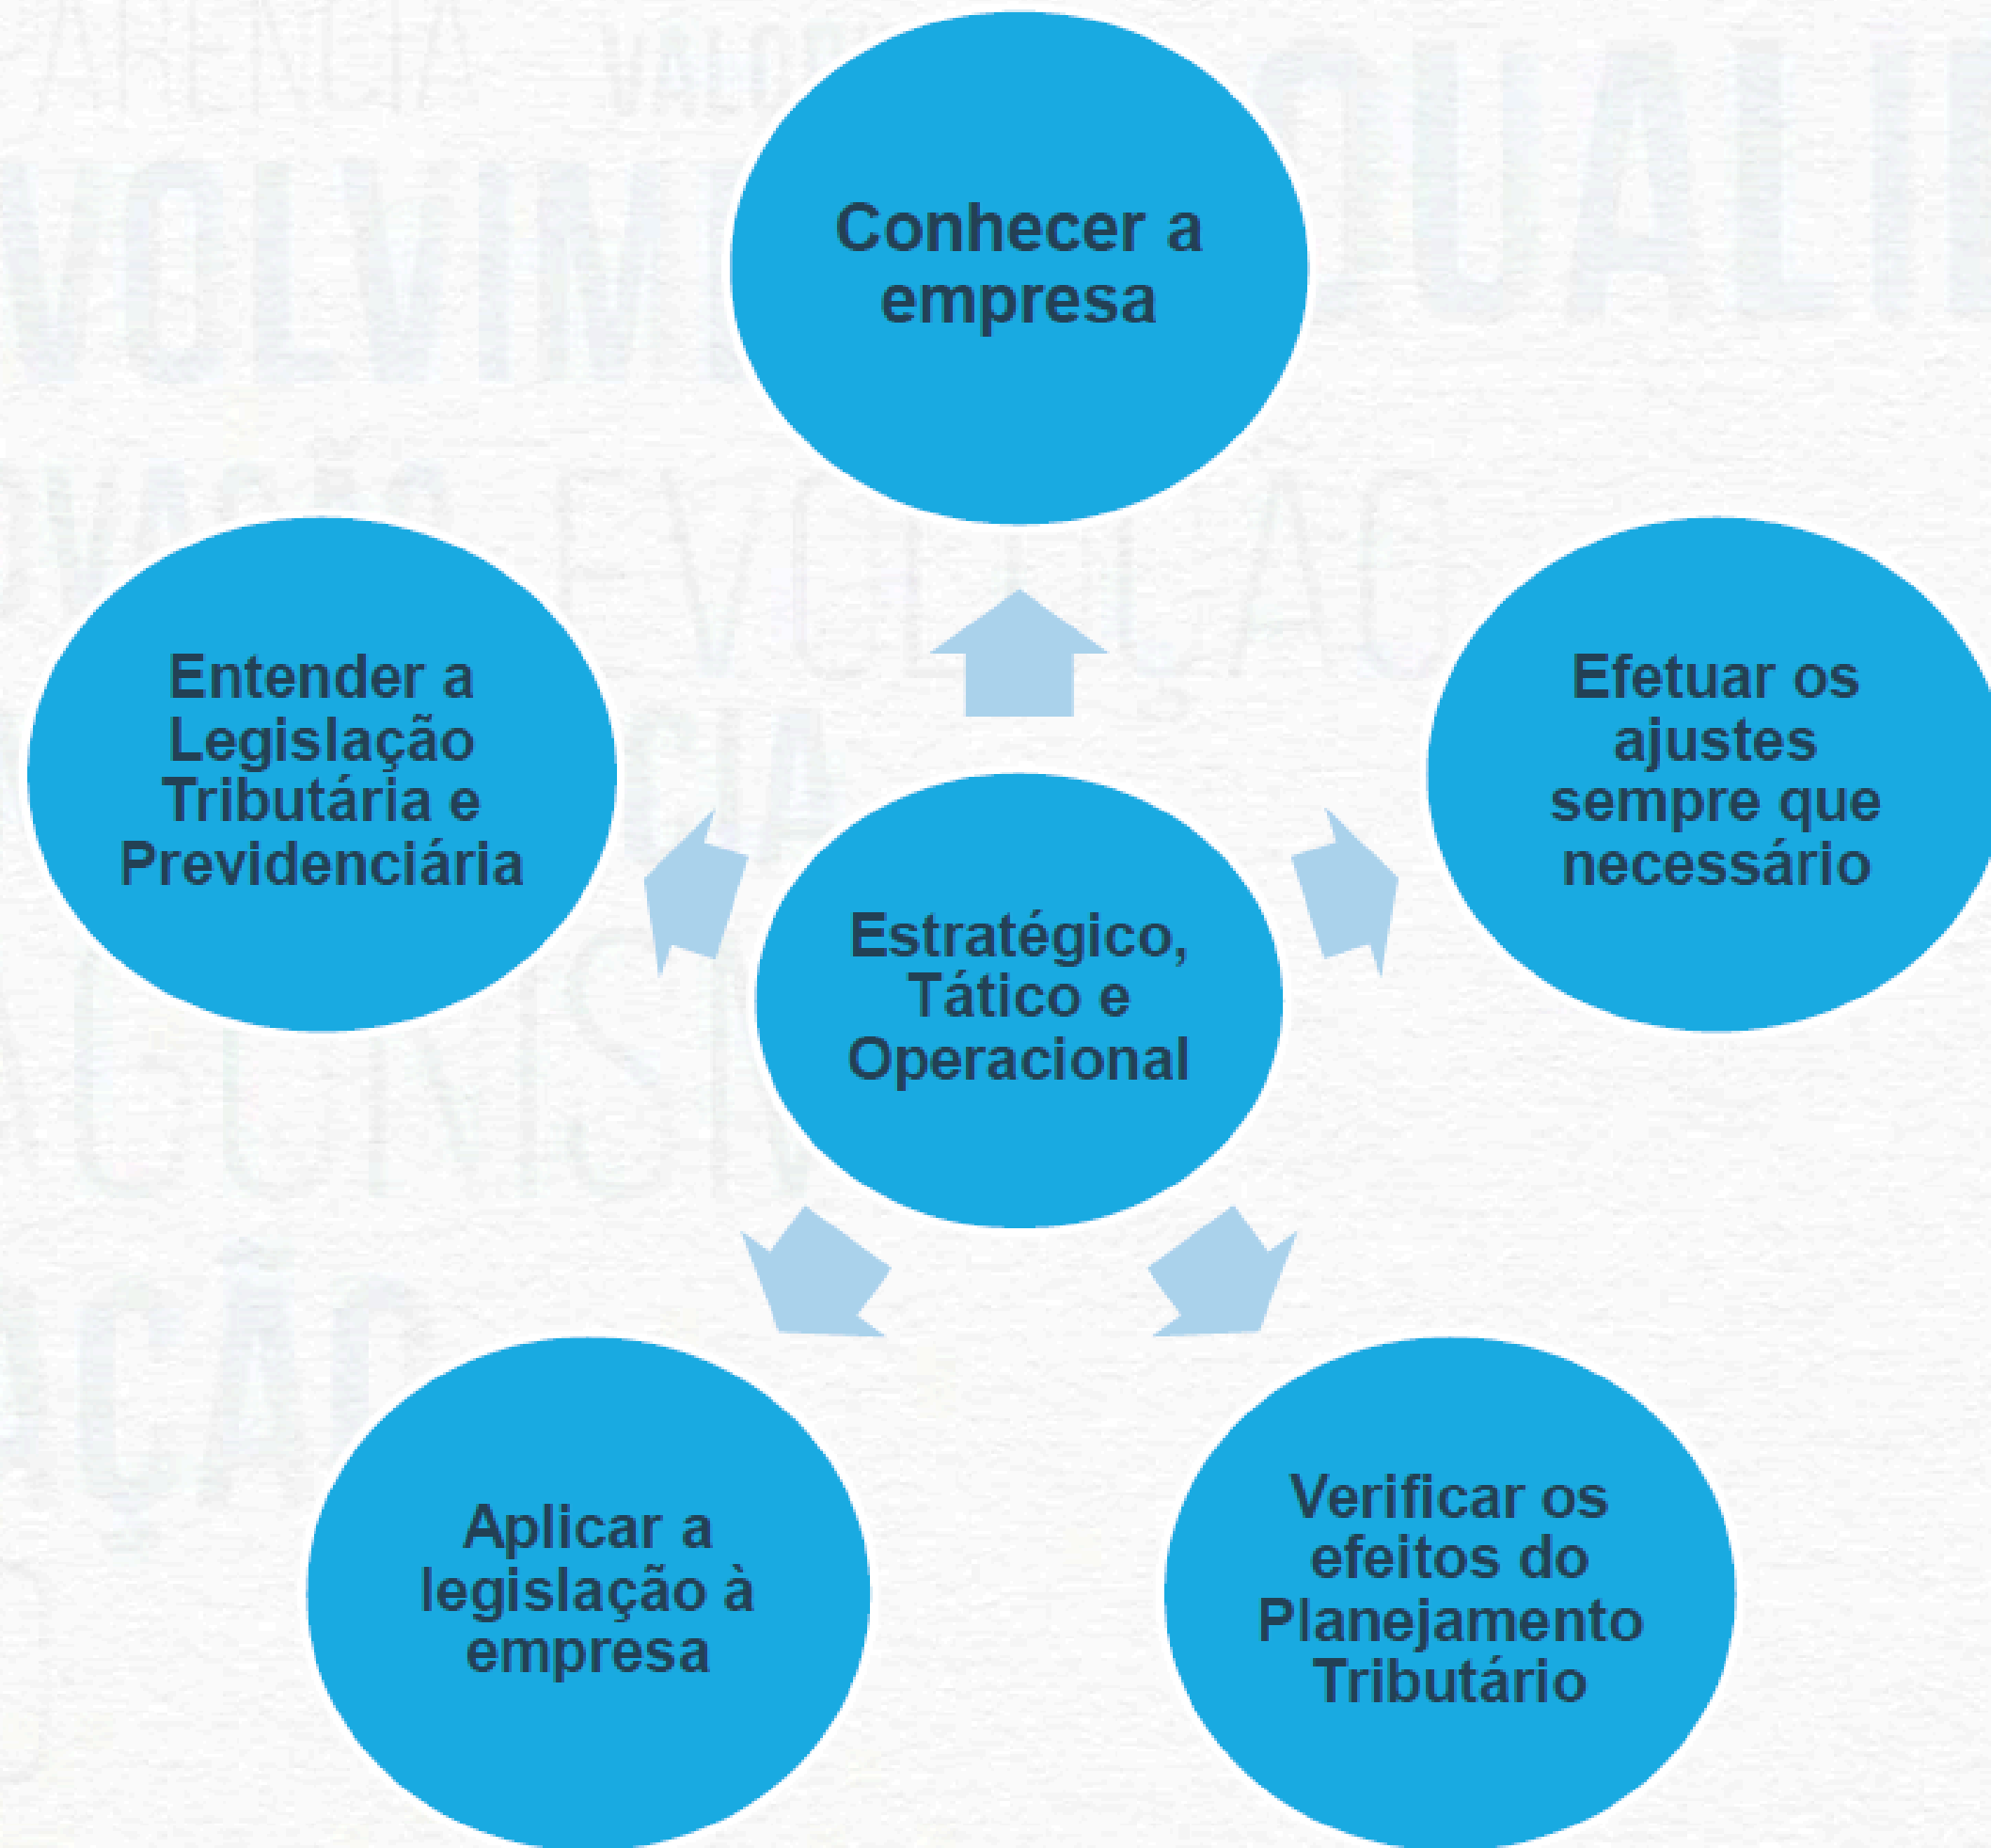 Conhecer a
empresa
Entender a
Legislação
Tributária e
Previdenciária
Efetuar os
ajustes
sempre que
necessário
Estratégico,
Tático e
Operacional
Aplicar a
legislação à
empresa
Verificar os
efeitos do
Planejamento
Tributário